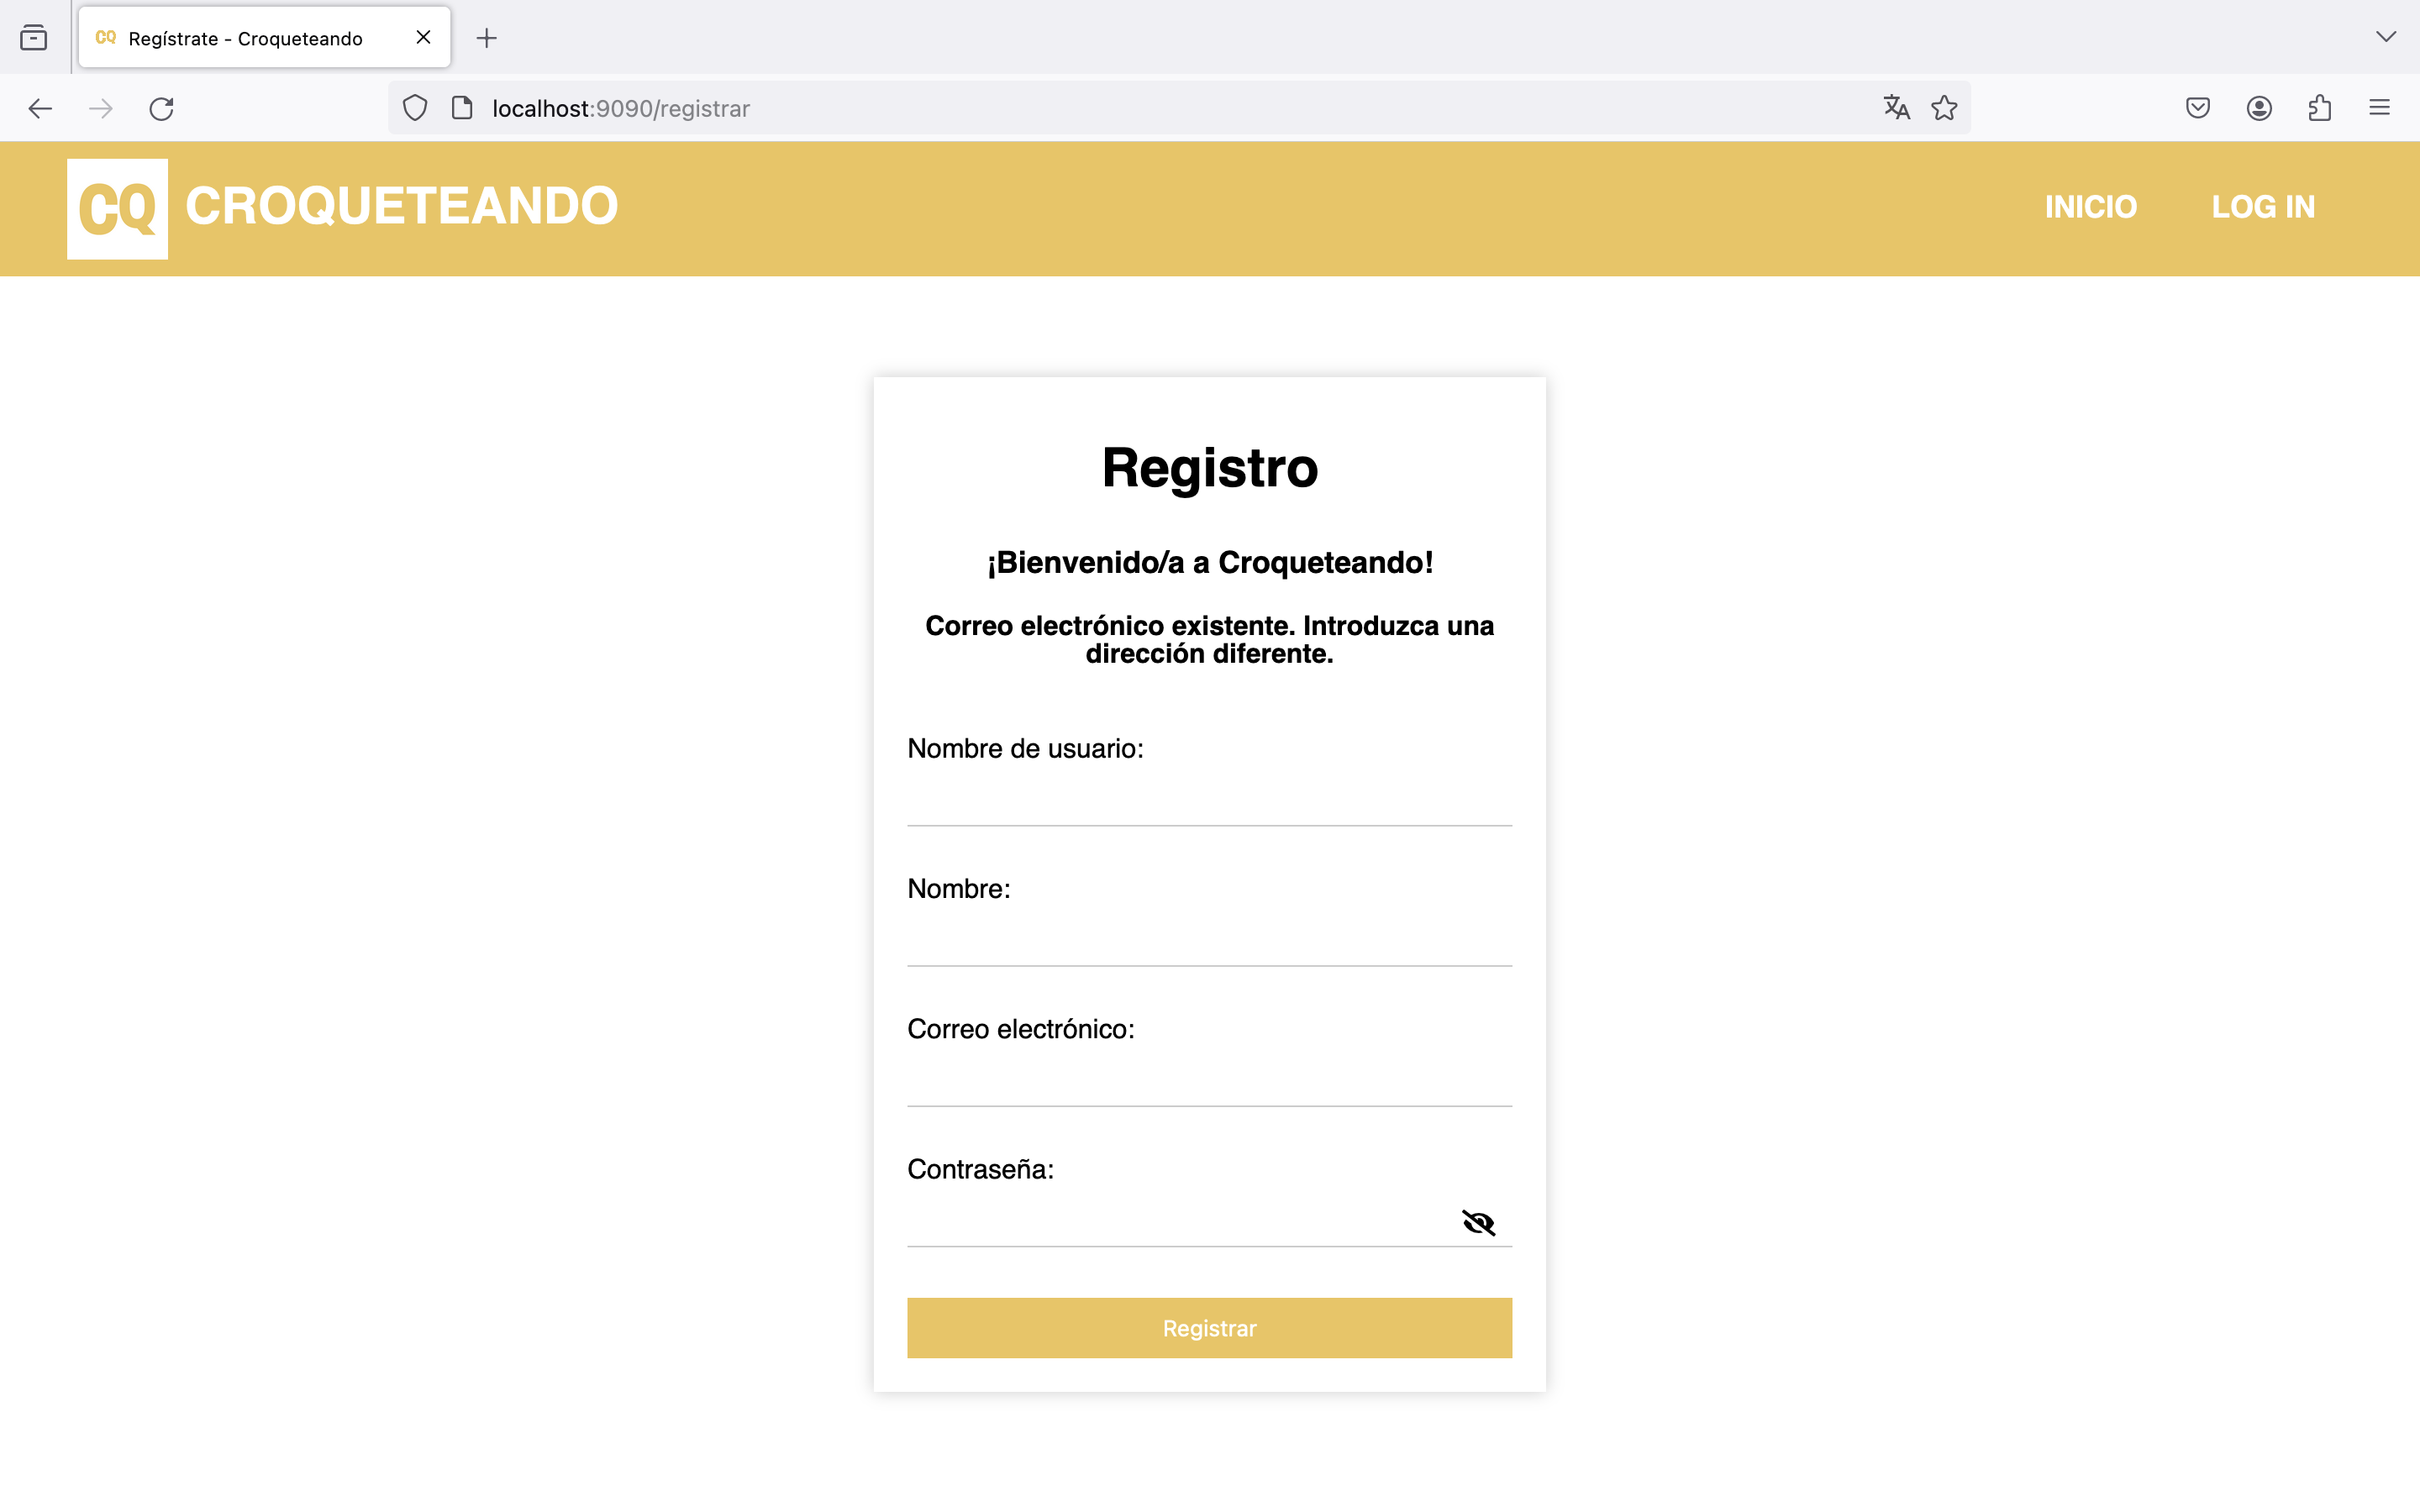 Regístrate - Croqueteando
localhost:9090/registrar
CQ CROQUETEANDO
INICIO LOG IN
Registro
¡Bienvenido/a a Croqueteando!
Correo electrónico existente. Introduzca una
dirección diferente.
Nombre de usuario:
Nombre:
Correo electrónico:
Contraseña:
Registrar